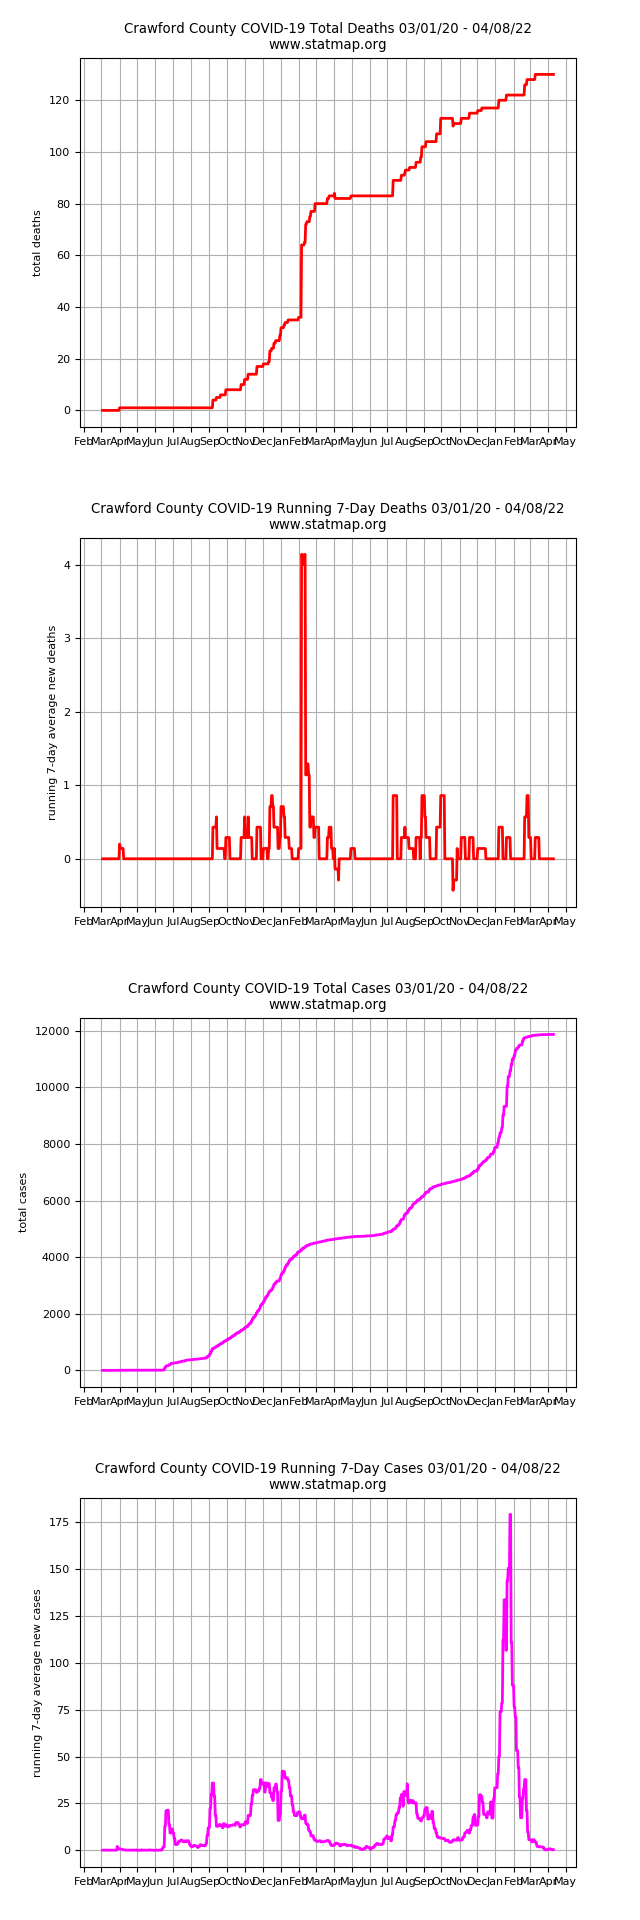 Crawford County COVID-19 Total Deaths 03/01/20 - 04/08/22
www.statmap.org
120
100
80
60
40
20
0
total deaths
Feb Mar Apr May Jun Jul Aug Sep Oct Nov Dec Jan Feb Mar Apr May Jun Jul Aug Sep Oct Nov Dec Jan Feb Mar Apr May
Crawford County COVID-19 Running 7-Day Deaths 03/01/20 - 04/08/22
www.statmap.org
4
3
2
1
0
running 7-day average new deaths
Feb Mar Apr May Jun Jul Aug Sep Oct Nov Dec Jan Feb Mar Apr May Jun Jul Aug Sep Oct Nov Dec Jan Feb Mar Apr May
Crawford County COVID-19 Total Cases 03/01/20 - 04/08/22
www.statmap.org
12000
10000
8000
6000
4000
2000
0
total cases
Feb Mar Apr May Jun Jul Aug Sep Oct Nov Dec Jan Feb Mar Apr May Jun Jul Aug Sep Oct Nov Dec Jan Feb Mar Apr May
Crawford County COVID-19 Running 7-Day Cases 03/01/20 - 04/08/22
www.statmap.org
175
150
125
100
75
50
25
0
running 7-day average new cases
Feb Mar Apr May Jun Jul Aug Sep Oct Nov Dec Jan Feb Mar Apr May Jun Jul Aug Sep Oct Nov Dec Jan Feb Mar Apr May